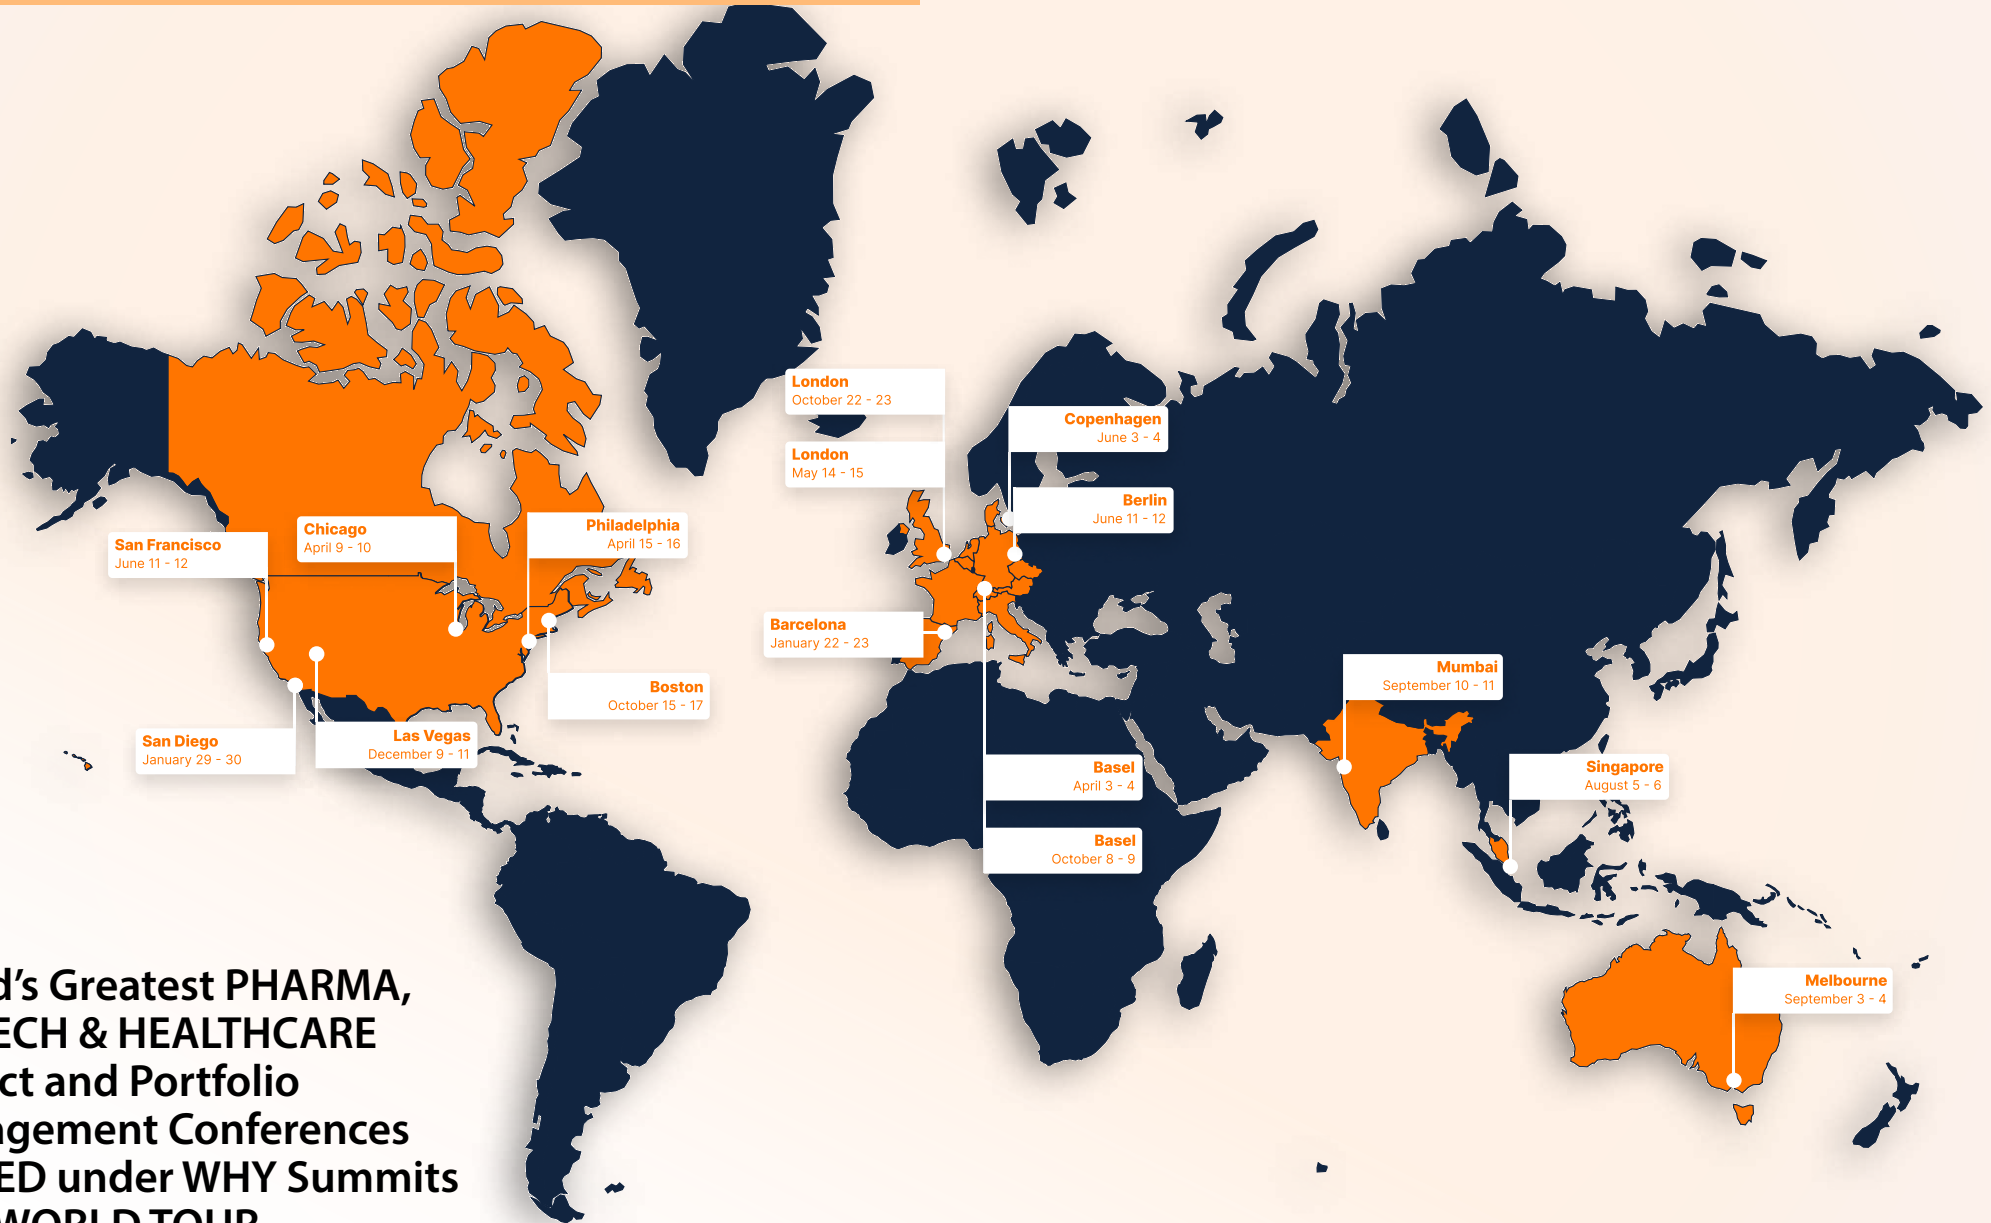 London
October 22 - 23
London
May 14 - 15
Copenhagen
June 3 - 4
Berlin
June 11 - 12
San Francisco
June 11 - 12
Chicago
April 9 - 10
Philadelphia
April 15 - 16
Barcelona
January 22 - 23
Boston
October 15 - 17
San Diego
January 29 - 30
Las Vegas
December 9 - 11
Mumbai
September 10 - 11
Basel
April 3 - 4
Basel
October 8 - 9
Singapore
August 5 - 6
Melbourne
September 3 - 4
d's Greatest PHARMA,
ECH & HEALTHCARE
ct and Portfolio
agement Conferences
ED under WHY Summits
WORLD TOUR